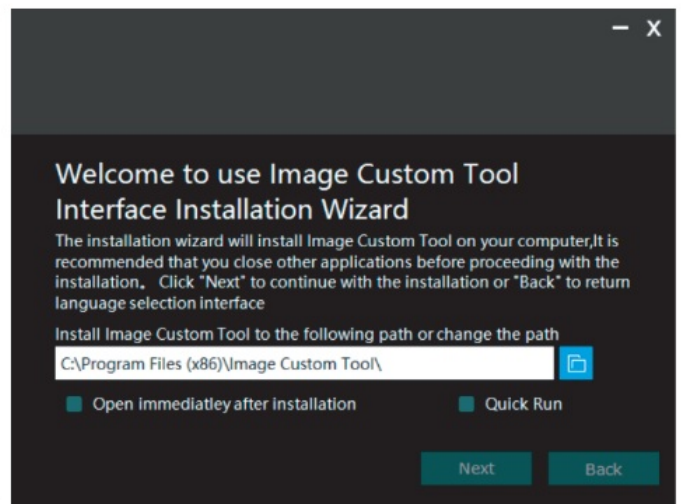 – X
Welcome to use Image Custom Tool
Interface Installation Wizard
The installation wizard will install Image Custom Tool on your computer,It is
recommended that you close other applications before proceeding with the
installation。 Click "Next" to continue with the installation or "Back" to return
language selection interface
Install Image Custom Tool to the following path or change the path
C:\Program Files (x86)\Image Custom Tool\
Open immediatley after installation Quick Run
Next Back